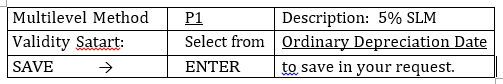 Multilevel Method P1 Description: 5% SLM
Validity Satart: Select from Ordinary Depreciation Date
SAVE → ENTER to save in your request.